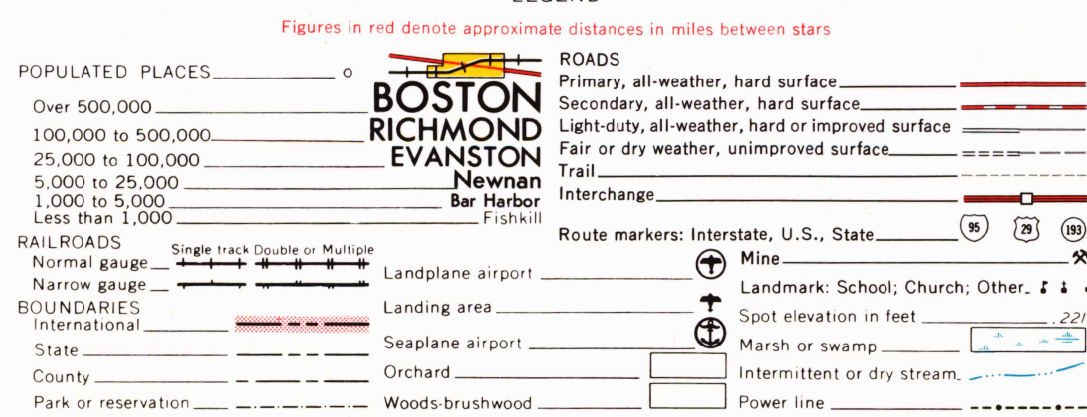 Figures in red denote approximate distances in miles between stars
POPULATED PLACES
Over 500,000 BOSTON
100,000 to 500,000 RICHMOND
25,000 to 100,000 EVANSTON
5,000 to 25,000 Newnan
1,000 to 5,000 Bar Harbor
Less than 1,000 Fishkill
RAILROADS
Single track Double or Multiple
Normal gauge
Narrow gauge
BOUNDARIES
International
State
County
Park or reservation
Landplane airport
Landing area
Seaplane airport
Orchard
Woods-brushwood
ROADS
Primary, all-weather, hard surface
Secondary, all-weather, hard surface
Light-duty, all-weather, hard or improved surface
Fair or dry weather, unimproved surface
Trail
Interchange
Route markers: Interstate, U.S., State 95 29 193
Mine
Landmark: School; Church; Other
Spot elevation in feet .221
Marsh or swamp
Intermittent or dry stream
Power line